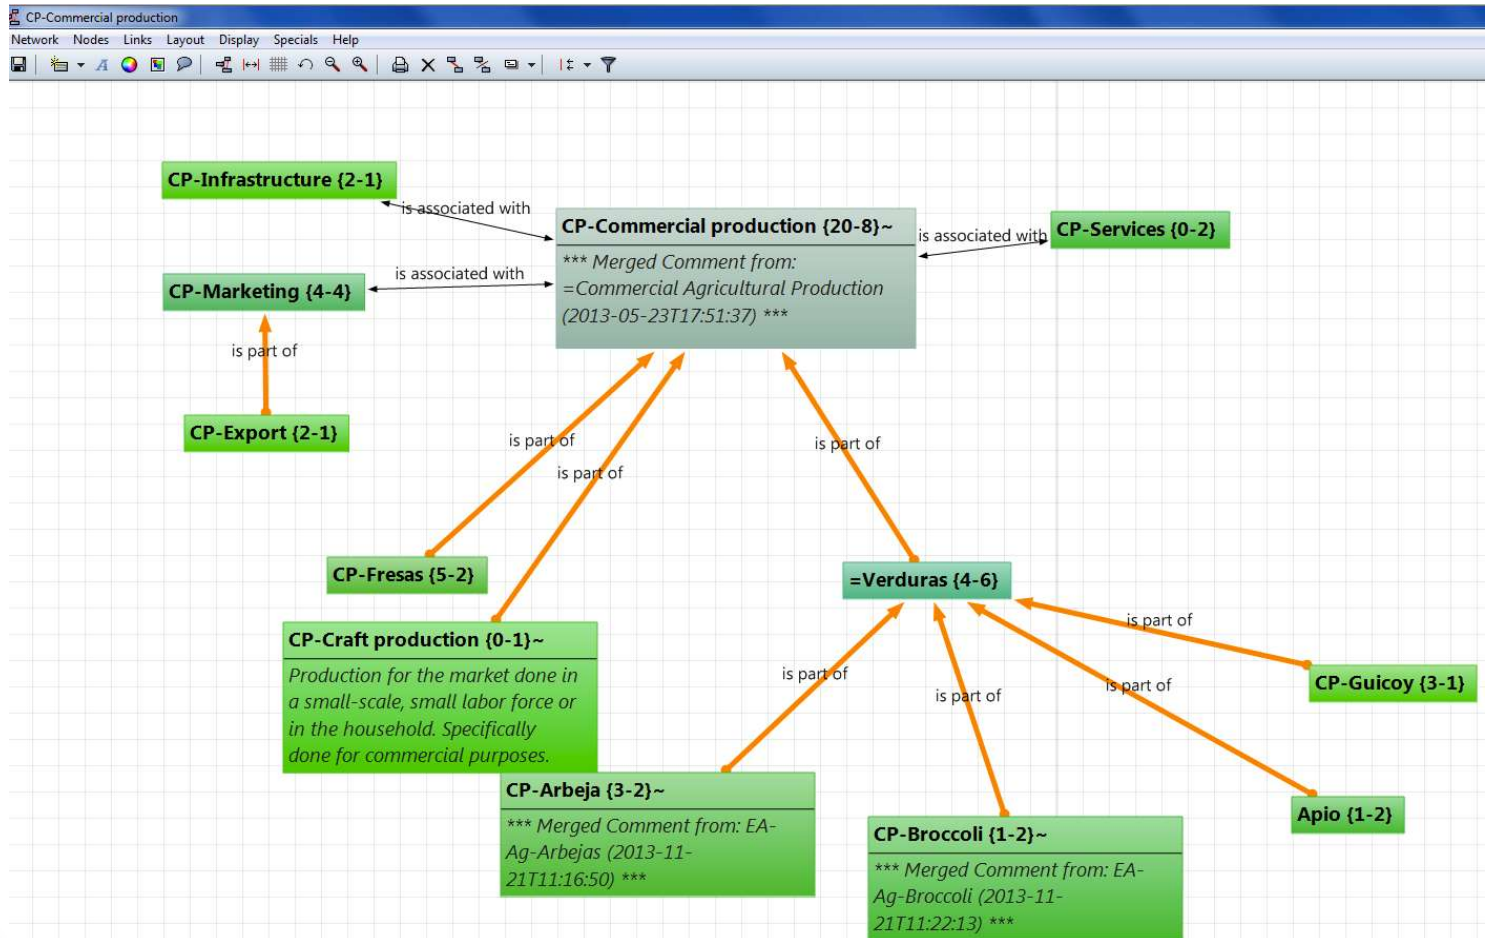 CP-Commercial production
Network Nodes Links Layout Display Specials Help
CP-Infrastructure {2-1}
is associated with
CP-Commercial production {20-8}~
*** Merged Comment from:
=Commercial Agricultural Production
(2013-05-23T17:51:37) ***
is associated with
CP-Services {0-2}
is associated with
CP-Marketing {4-4}
is part of
CP-Export {2-1}
is part of
is part of
is part of
CP-Fresas {5-2}
=Verduras {4-6}
CP-Craft production {0-1}~
Production for the market done in
a small-scale, small labor force or
in the household. Specifically
done for commercial purposes.
is part of
is part of
is part of
is part of
CP-Guicoy {3-1}
CP-Arbeja {3-2}~
*** Merged Comment from: EA-
Ag-Arbejas (2013-11-
21T11:16:50) ***
CP-Broccoli {1-2}~
*** Merged Comment from: EA-
Ag-Broccoli (2013-11-
21T11:22:13) ***
Apio {1-2}